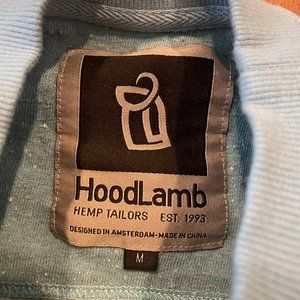 HoodLamb
HEMP TAILORS EST. 1993
DESIGNED IN AMSTERDAM-MADE IN CHINA
M